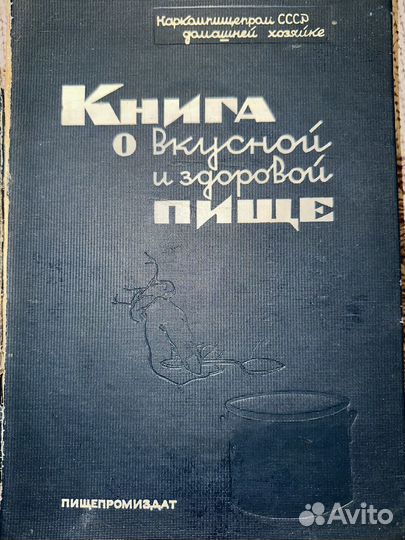 Наркомпищепром СССР
домашней хозяйке
Книга
о вкусной
и здоровой
пище
ПИЩЕПРОМИЗДАТ
Avito